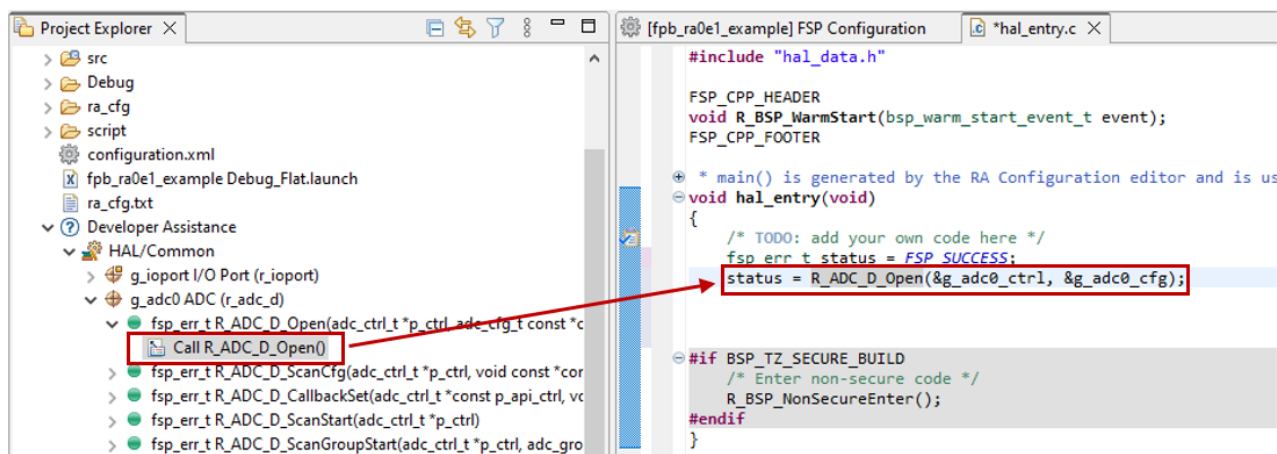 Project Explorer
src
Debug
ra_cfg
script
configuration.xml
fpb_ra0e1_example Debug_Flat.launch
ra_cfg.txt
Developer Assistance
HAL/Common
g_ioport I/O Port (r_ioport)
g_adc0 ADC (r_adc_d)
fsp_err_t R_ADC_D_Open(adc_ctrl_t *p_ctrl, adc_cfg_t const *c
Call R_ADC_D_Open()
fsp_err_t R_ADC_D_ScanCfg(adc_ctrl_t *p_ctrl, void const *cor
fsp_err_t R_ADC_D_CallbackSet(adc_ctrl_t *const p_api_ctrl, vc
fsp_err_t R_ADC_D_ScanStart(adc_ctrl_t *p_ctrl)
fsp_err_t R_ADC_D_ScanGroupStart(adc_ctrl_t *p_ctrl, adc_gro
[fpb_ra0e1_example] FSP Configuration
*hal_entry.c
#include "hal_data.h"
FSP_CPP_HEADER
void R_BSP_WarmStart(bsp_warm_start_event_t event);
FSP_CPP_FOOTER
* main() is generated by the RA Configuration editor and is us
void hal_entry(void)
{
/* TODO: add your own code here */
fsp_err_t status = FSP_SUCCESS;
status = R_ADC_D_Open(&g_adc0_ctrl, &g_adc0_cfg);
#if BSP_TZ_SECURE_BUILD
/* Enter non-secure code */
R_BSP_NonSecureEnter();
#endif
}